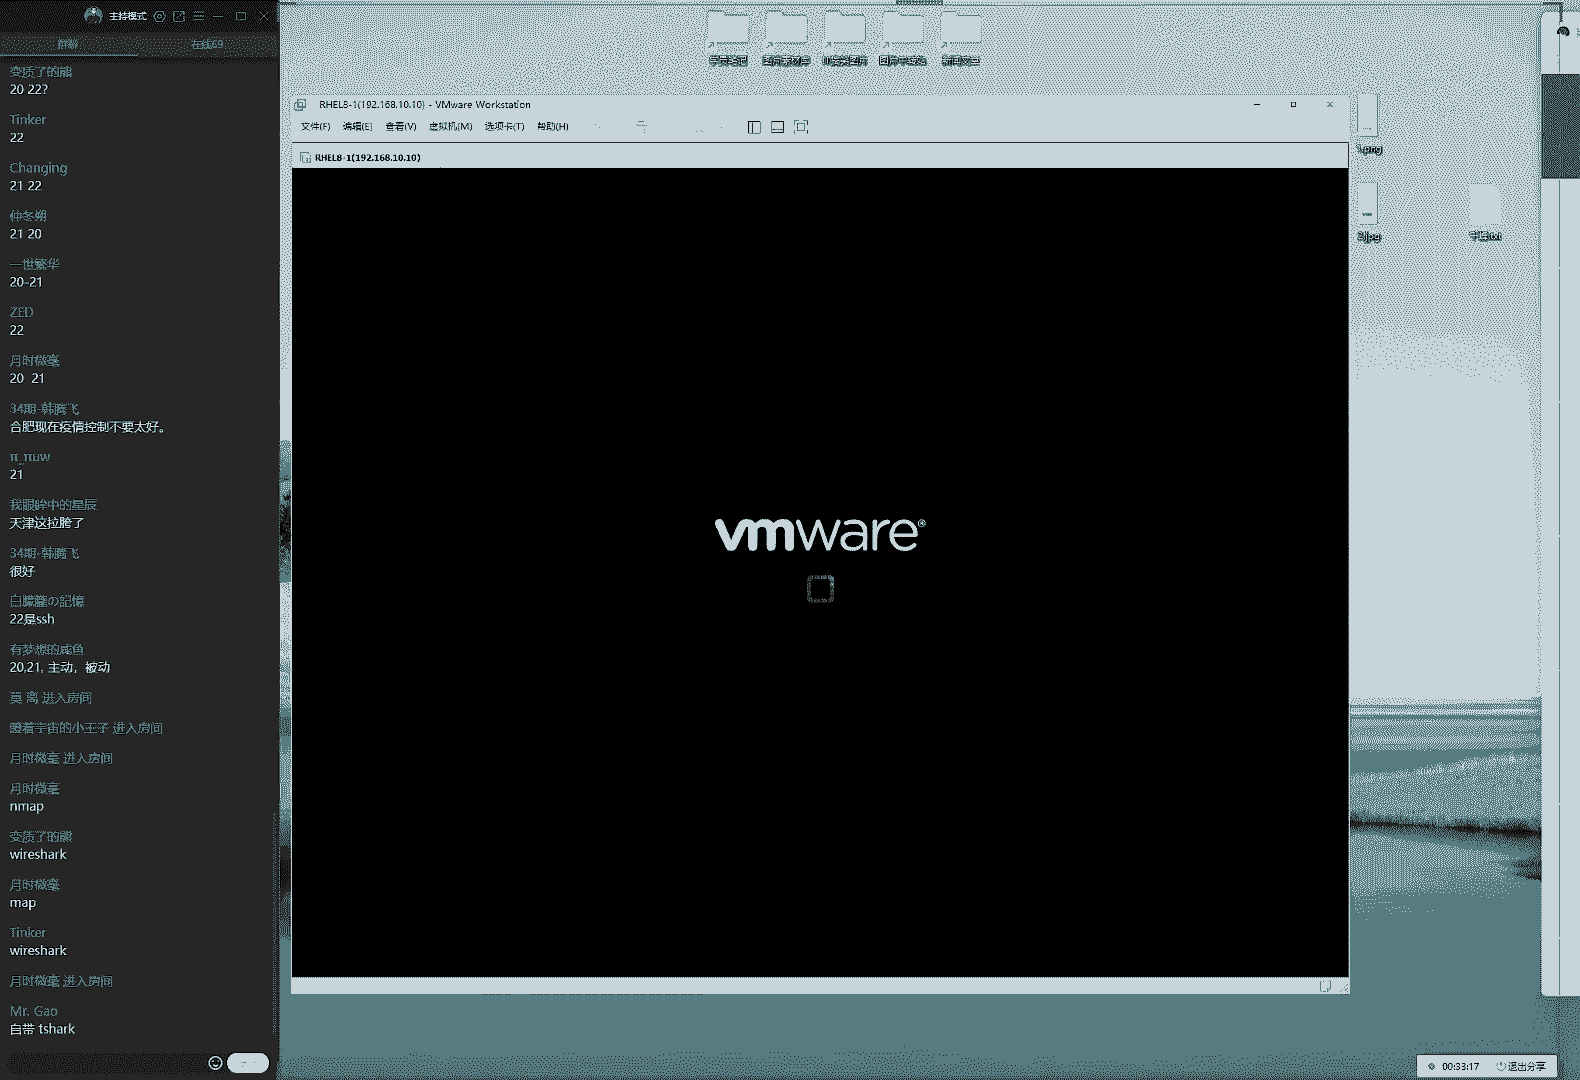 主持模式
群聊
在线69
变质了的熊
20 22?
Tinker
22
Changing
21 22
仲冬朔
21 20
一世繁华
20-21
ZED
22
月时微毫
20 21
34期-韩腾飞
合肥现在疫情控制不要太好。
21
我眼眸中的星辰
天津这拉胯了
34期-韩腾飞
很好
白朦朧の記憶
22是ssh
有梦想的咸鱼
20,21, 主动，被动
莫 离 进入房间
瞪着宇宙的小王子 进入房间
月时微毫 进入房间
月时微毫
nmap
变质了的熊
wireshark
月时微毫
map
Tinker
wireshark
月时微毫 进入房间
Mr. Gao
自带 tshark
RHEL8-1(192.168.10.10) - VMware Workstation
文件(F) 编辑(E) 查看(V) 虚拟机(M) 选项卡(T) 帮助(H)
RHEL8-1(192.168.10.10)
vmware®
1.png
2.jpg
00:33:17 退出分享